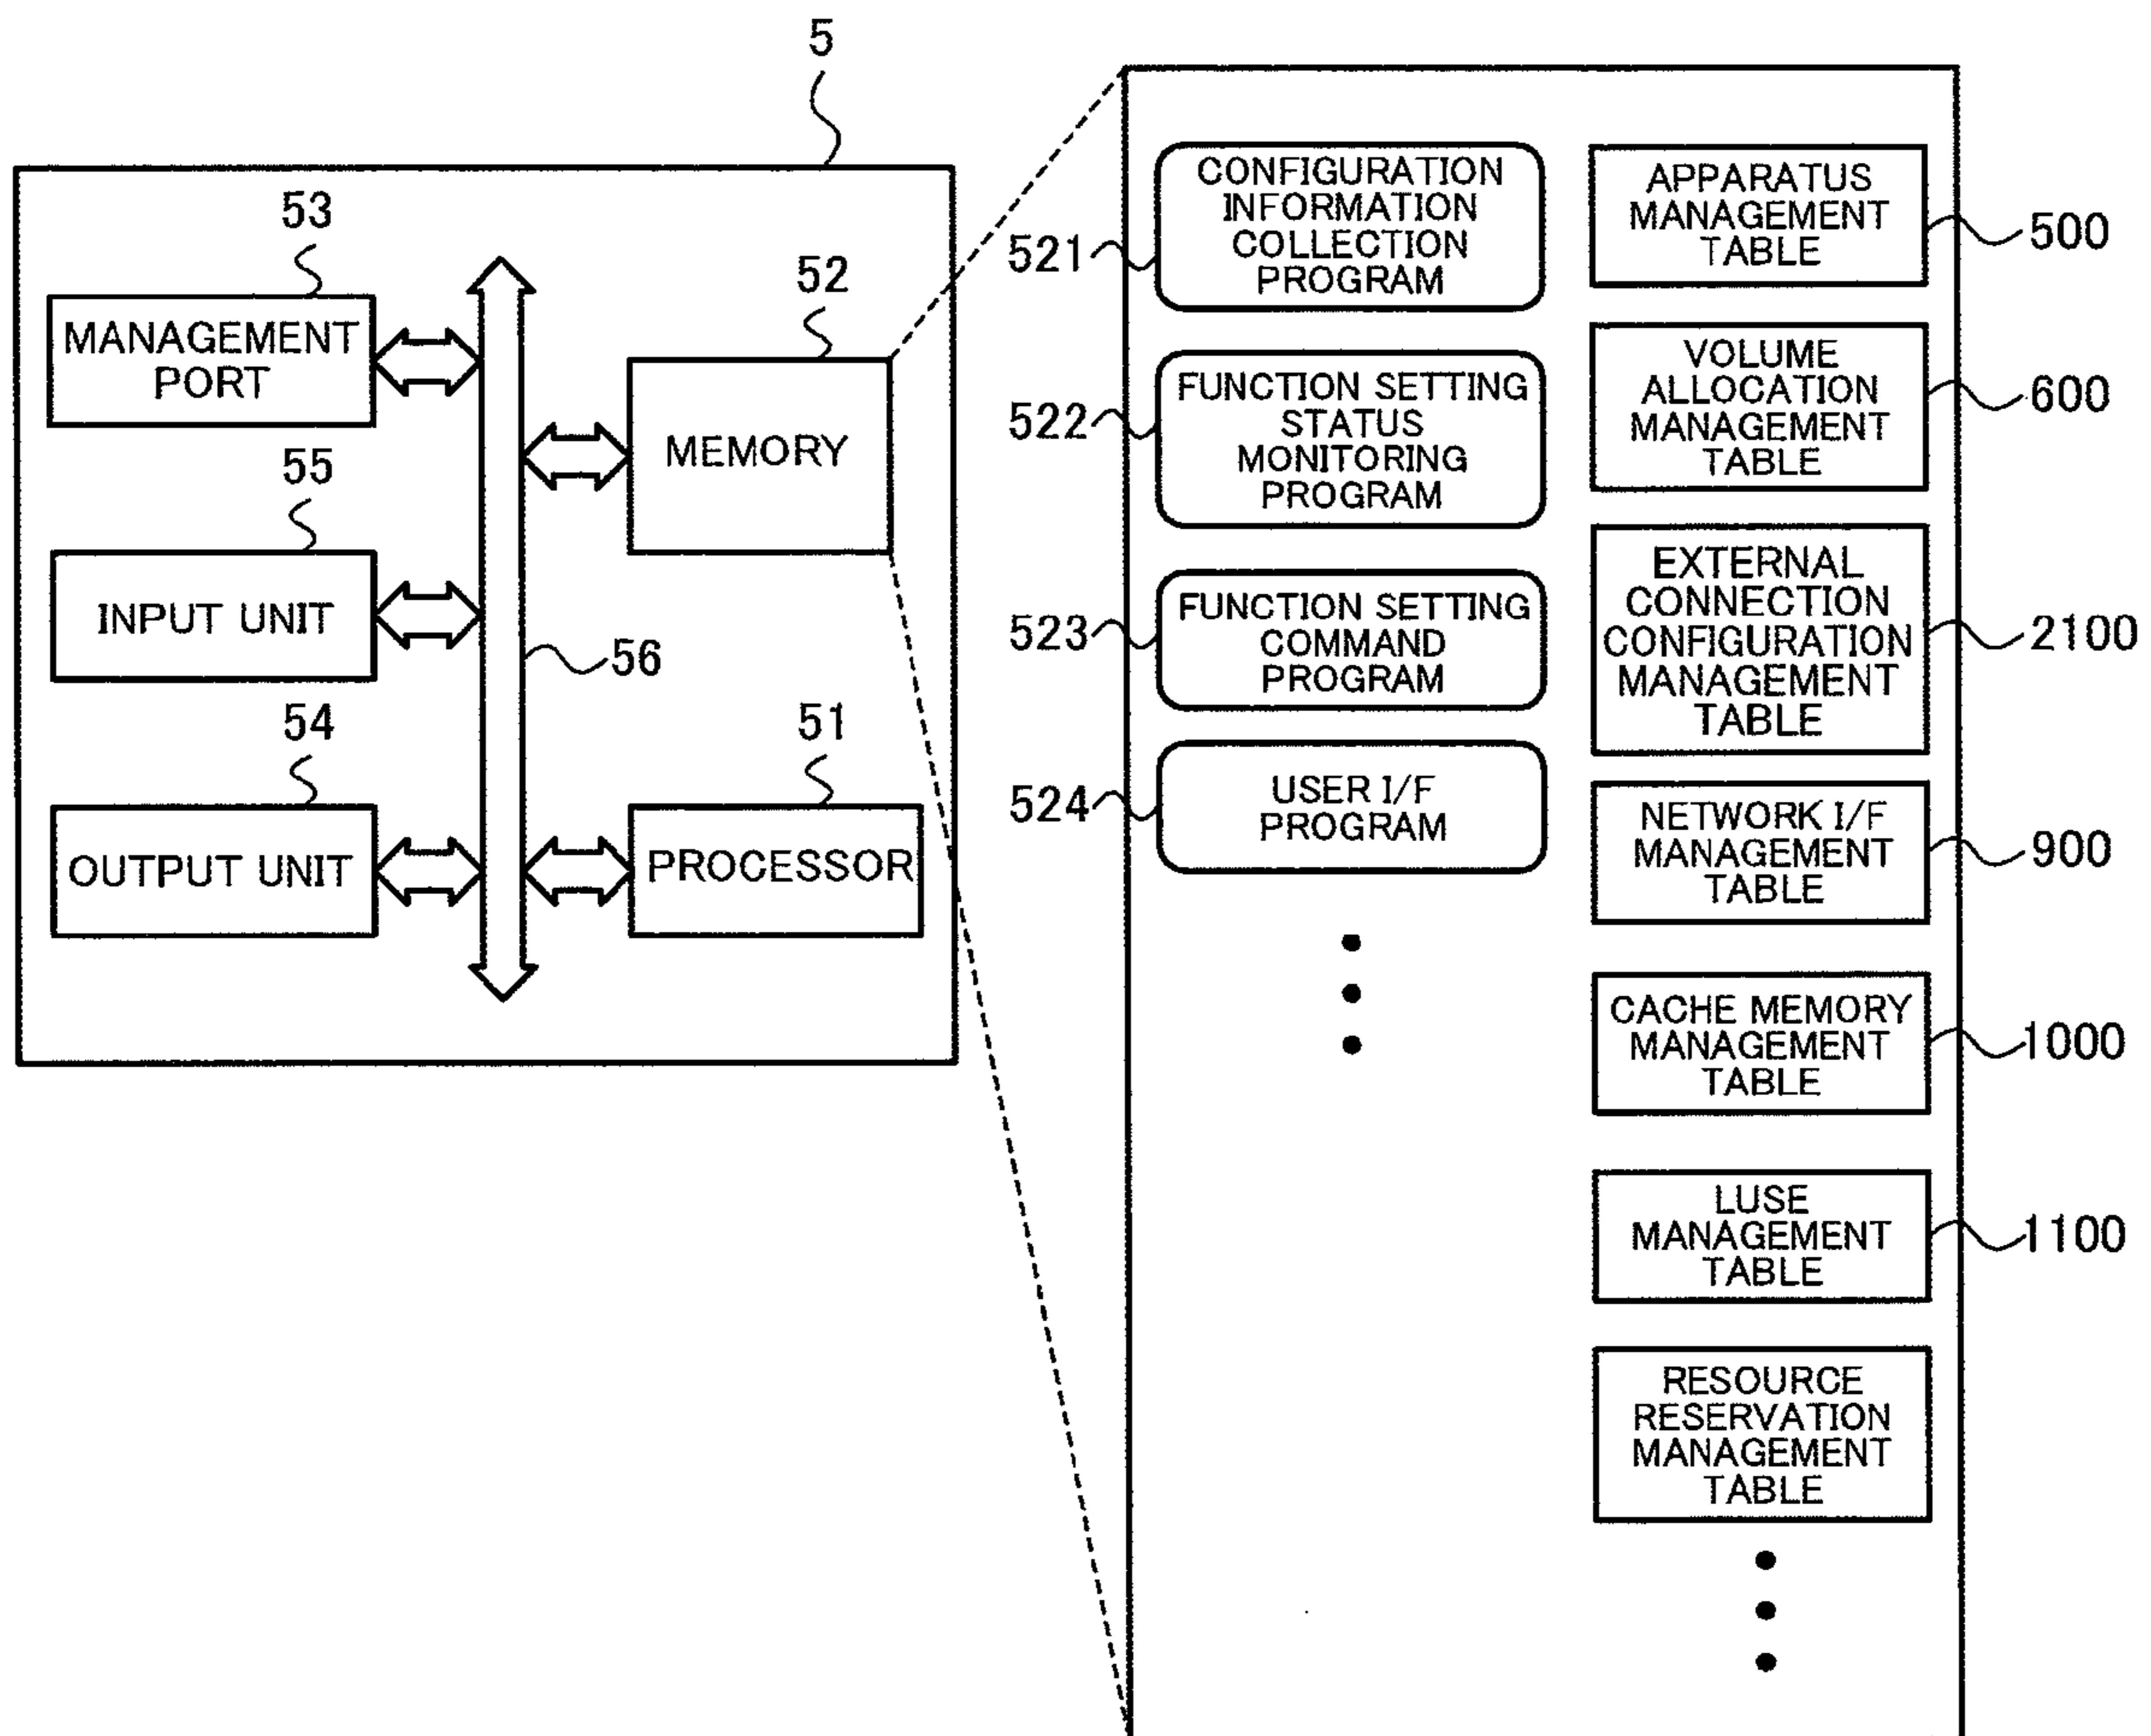 5
53
MANAGEMENT
PORT
52
MEMORY
55
INPUT UNIT
56
54
OUTPUT UNIT
51
PROCESSOR
521
CONFIGURATION
INFORMATION
COLLECTION
PROGRAM
522
FUNCTION SETTING
STATUS
MONITORING
PROGRAM
523
FUNCTION SETTING
COMMAND
PROGRAM
524
USER I/F
PROGRAM
APPARATUS
MANAGEMENT
TABLE
500
VOLUME
ALLOCATION
MANAGEMENT
TABLE
600
EXTERNAL
CONNECTION
CONFIGURATION
MANAGEMENT
TABLE
2100
NETWORK I/F
MANAGEMENT
TABLE
900
CACHE MEMORY
MANAGEMENT
TABLE
1000
LUSE
MANAGEMENT
TABLE
1100
RESOURCE
RESERVATION
MANAGEMENT
TABLE